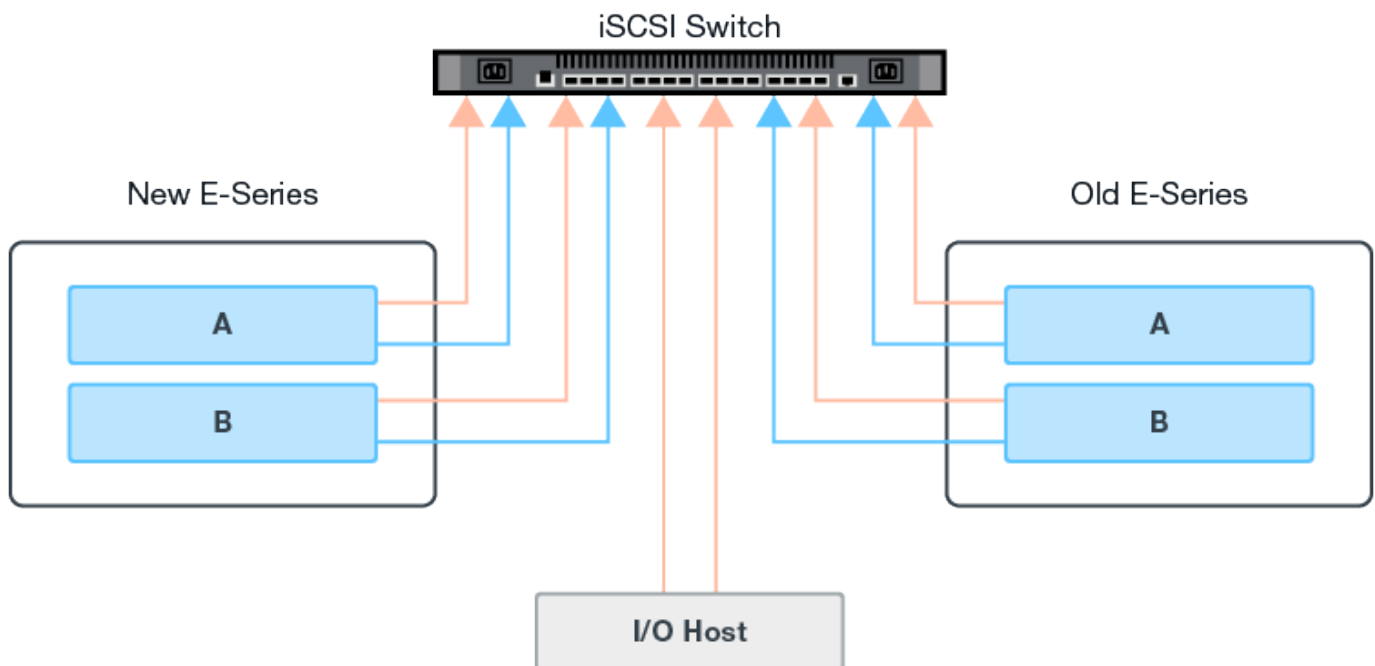 iSCSI Switch
New E-Series
Old E-Series
A
A
B
B
I/O Host